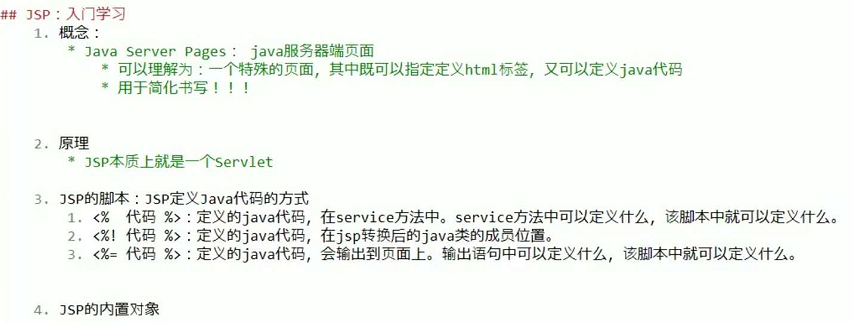 ## JSP：入门学习
1. 概念：
* Java Server Pages： java服务器端页面
* 可以理解为：一个特殊的页面，其中既可以指定定义html标签，又可以定义java代码
* 用于简化书写！！！
2. 原理
* JSP本质上就是一个Servlet
3. JSP的脚本：JSP定义Java代码的方式
1. <%  代码 %>：定义的java代码，在service方法中。service方法中可以定义什么，该脚本中就可以定义什么。
2. <%! 代码 %>：定义的java代码，在jsp转换后的java类的成员位置。
3. <%= 代码 %>：定义的java代码，会输出到页面上。输出语句中可以定义什么，该脚本中就可以定义什么。
4. JSP的内置对象